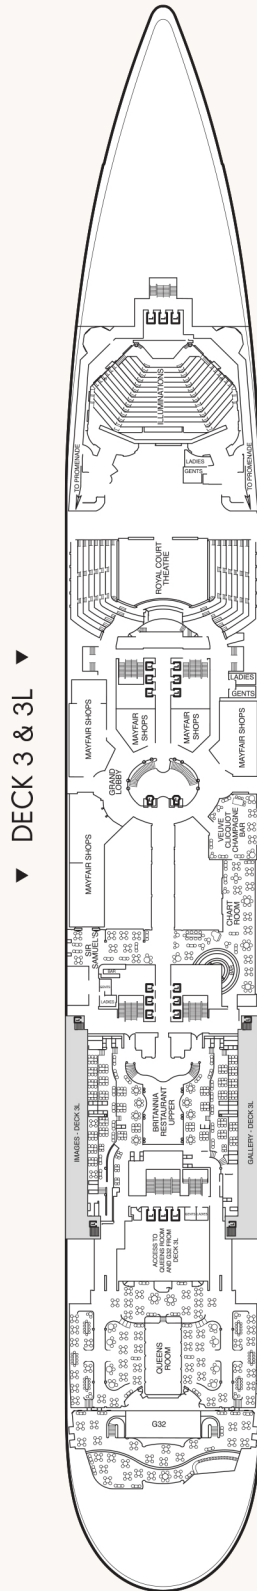 ▼ DECK 3 & 3L ▼
ILLUMINATIONS
TO PROMENADE
TO PROMENADE
LADIES
GENTS
ROYAL COURT
THEATRE
LADIES
GENTS
MAYFAIR SHOPS
MAYFAIR
SHOPS
MAYFAIR
SHOPS
MAYFAIR SHOPS
GRAND
LOBBY
VEUVE
CLICQUOT
CHAMPAGNE
BAR
MAYFAIR SHOPS
CHART
ROOM
SIR
SAMUEL'S
BAR
LADIES
IMAGES - DECK 3L
BRITANNIA
RESTAURANT
UPPER
GALLERY - DECK 3L
ACCESS TO
QUEENS ROOM
AND G32 FROM
DECK 3L
QUEENS
ROOM
G32